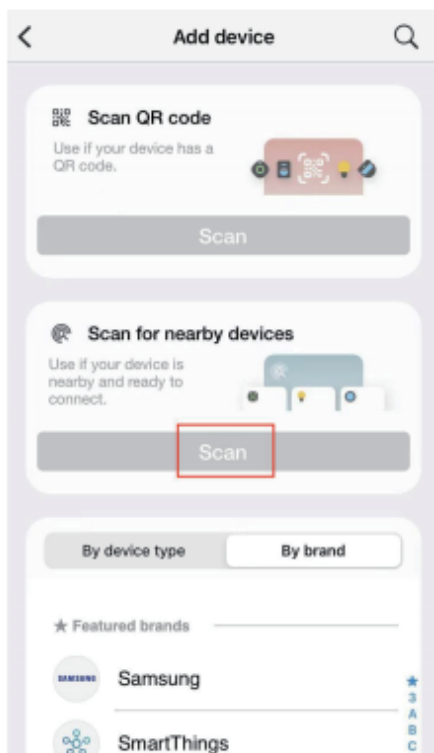 Add device
Scan QR code
Use if your device has a
QR code.
Scan
Scan for nearby devices
Use if your device is
nearby and ready to
connect.
Scan
By device type By brand
★ Featured brands
SAMSUNG Samsung
SmartThings
★
3
A
B
C